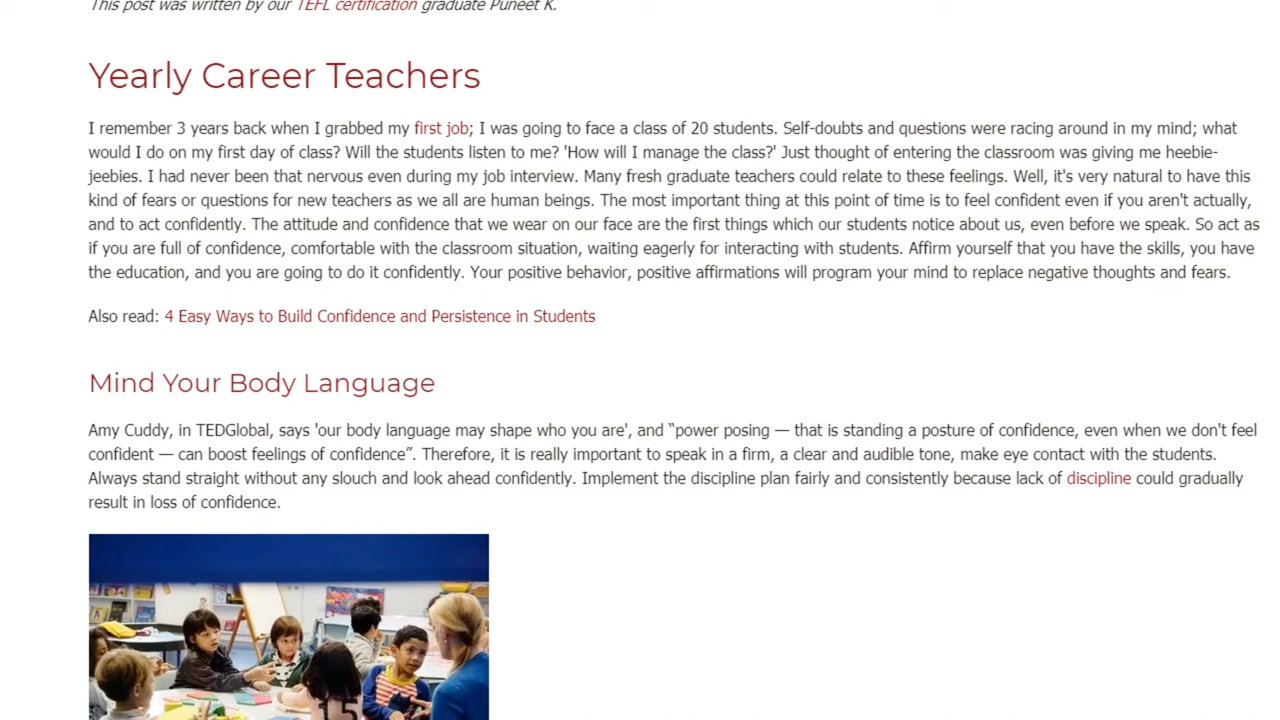 This post was written by our TEFL certification graduate Puneet K.
Yearly Career Teachers
I remember 3 years back when I grabbed my first job; I was going to face a class of 20 students. Self-doubts and questions were racing around in my mind; what
would I do on my first day of class? Will the students listen to me? 'How will I manage the class?' Just thought of entering the classroom was giving me heebie-
jeebies. I had never been that nervous even during my job interview. Many fresh graduate teachers could relate to these feelings. Well, it's very natural to have this
kind of fears or questions for new teachers as we all are human beings. The most important thing at this point of time is to feel confident even if you aren't actually,
and to act confidently. The attitude and confidence that we wear on our face are the first things which our students notice about us, even before we speak. So act as
if you are full of confidence, comfortable with the classroom situation, waiting eagerly for interacting with students. Affirm yourself that you have the skills, you have
the education, and you are going to do it confidently. Your positive behavior, positive affirmations will program your mind to replace negative thoughts and fears.
Also read: 4 Easy Ways to Build Confidence and Persistence in Students
Mind Your Body Language
Amy Cuddy, in TEDGlobal, says 'our body language may shape who you are', and “power posing — that is standing a posture of confidence, even when we don't feel
confident — can boost feelings of confidence”. Therefore, it is really important to speak in a firm, a clear and audible tone, make eye contact with the students.
Always stand straight without any slouch and look ahead confidently. Implement the discipline plan fairly and consistently because lack of discipline could gradually
result in loss of confidence.
15